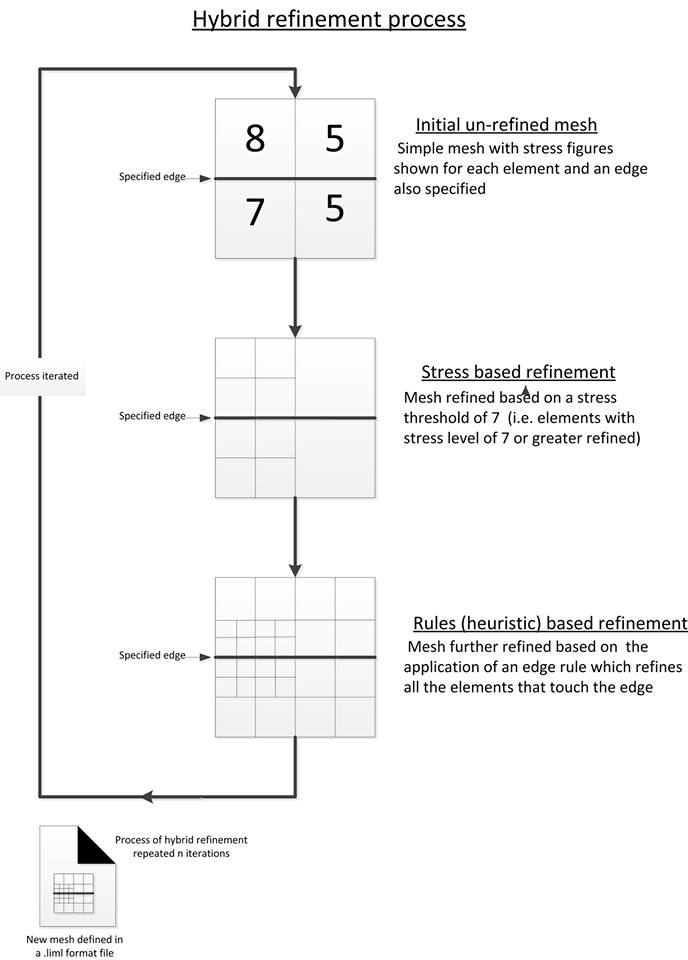 Hybrid refinement process
8 5
Specified edge
7 5
Initial un-refined mesh
Simple mesh with stress figures
shown for each element and an edge
also specified
Process iterated
Specified edge
Stress based refinement
Mesh refined based on a stress
threshold of 7 (i.e. elements with
stress level of 7 or greater refined)
Specified edge
Rules (heuristic) based refinement
Mesh further refined based on the
application of an edge rule which refines
all the elements that touch the edge
Process of hybrid refinement
repeated n iterations
New mesh defined in
a .liml format file